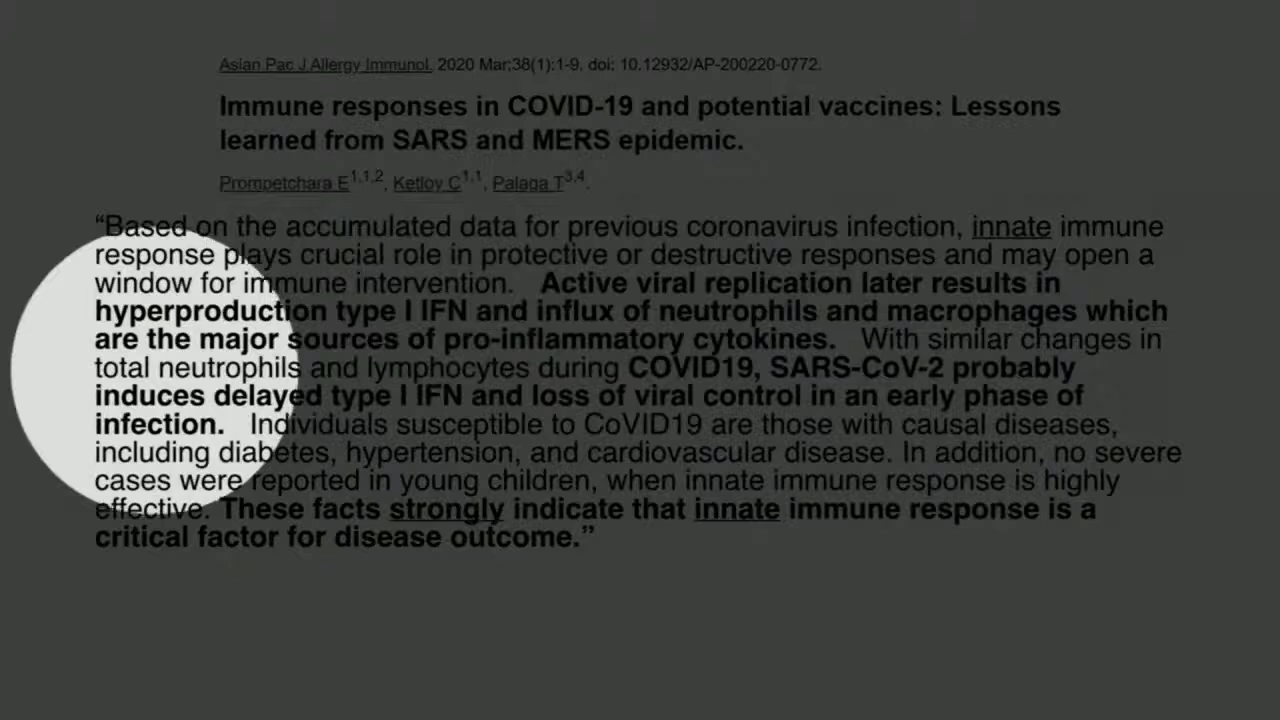 Asian Pac J Allergy Immunol. 2020 Mar;38(1):1-9. doi: 10.12932/AP-200220-0772.
Immune responses in COVID-19 and potential vaccines: Lessons
learned from SARS and MERS epidemic.
Prompetchara E1,1,2, Ketloy C1,1, Palaga T3,4.
“Based on the accumulated data for previous coronavirus infection, innate immune
response plays crucial role in protective or destructive responses and may open a
window for immune intervention. Active viral replication later results in
hyperproduction type I IFN and influx of neutrophils and macrophages which
are the major sources of pro-inflammatory cytokines. With similar changes in
total neutrophils and lymphocytes during COVID19, SARS-CoV-2 probably
induces delayed type I IFN and loss of viral control in an early phase of
infection. Individuals susceptible to CoVID19 are those with causal diseases,
including diabetes, hypertension, and cardiovascular disease. In addition, no severe
cases were reported in young children, when innate immune response is highly
effective. These facts strongly indicate that innate immune response is a
critical factor for disease outcome.”